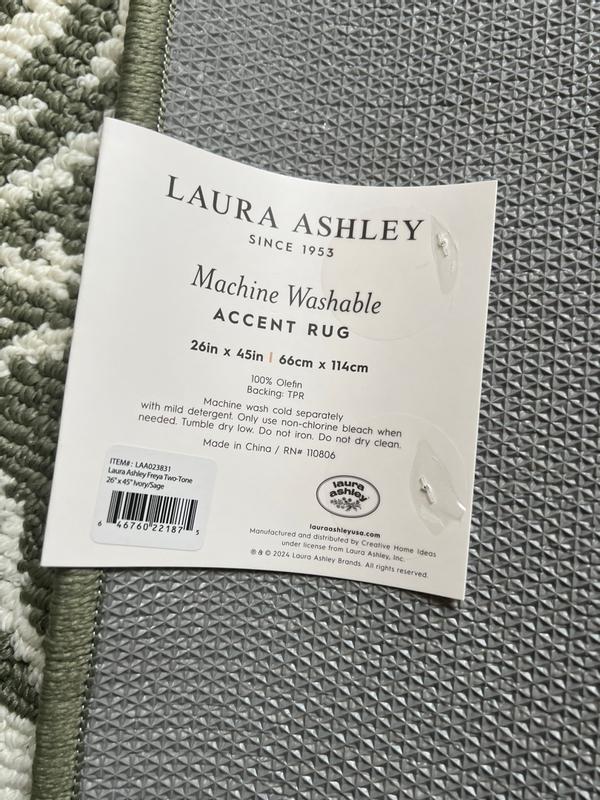 LAURA ASHLEY
SINCE 1953
Machine Washable
ACCENT RUG
26in x 45in | 66cm x 114cm
100% Olefin
Backing: TPR
Machine wash cold separately
with mild detergent. Only use non-chlorine bleach when
needed. Tumble dry low. Do not iron. Do not dry clean.
Made in China / RN# 110806
ITEM#: LAA023831
Laura Ashley Freya Two-Tone
26" x 45" Ivory/Sage
6 46760 22187 5
laura
ashley
lauraashleyusa.com
Manufactured and distributed by Creative Home Ideas
under license from Laura Ashley, Inc.
® & © 2024 Laura Ashley Brands. All rights reserved.